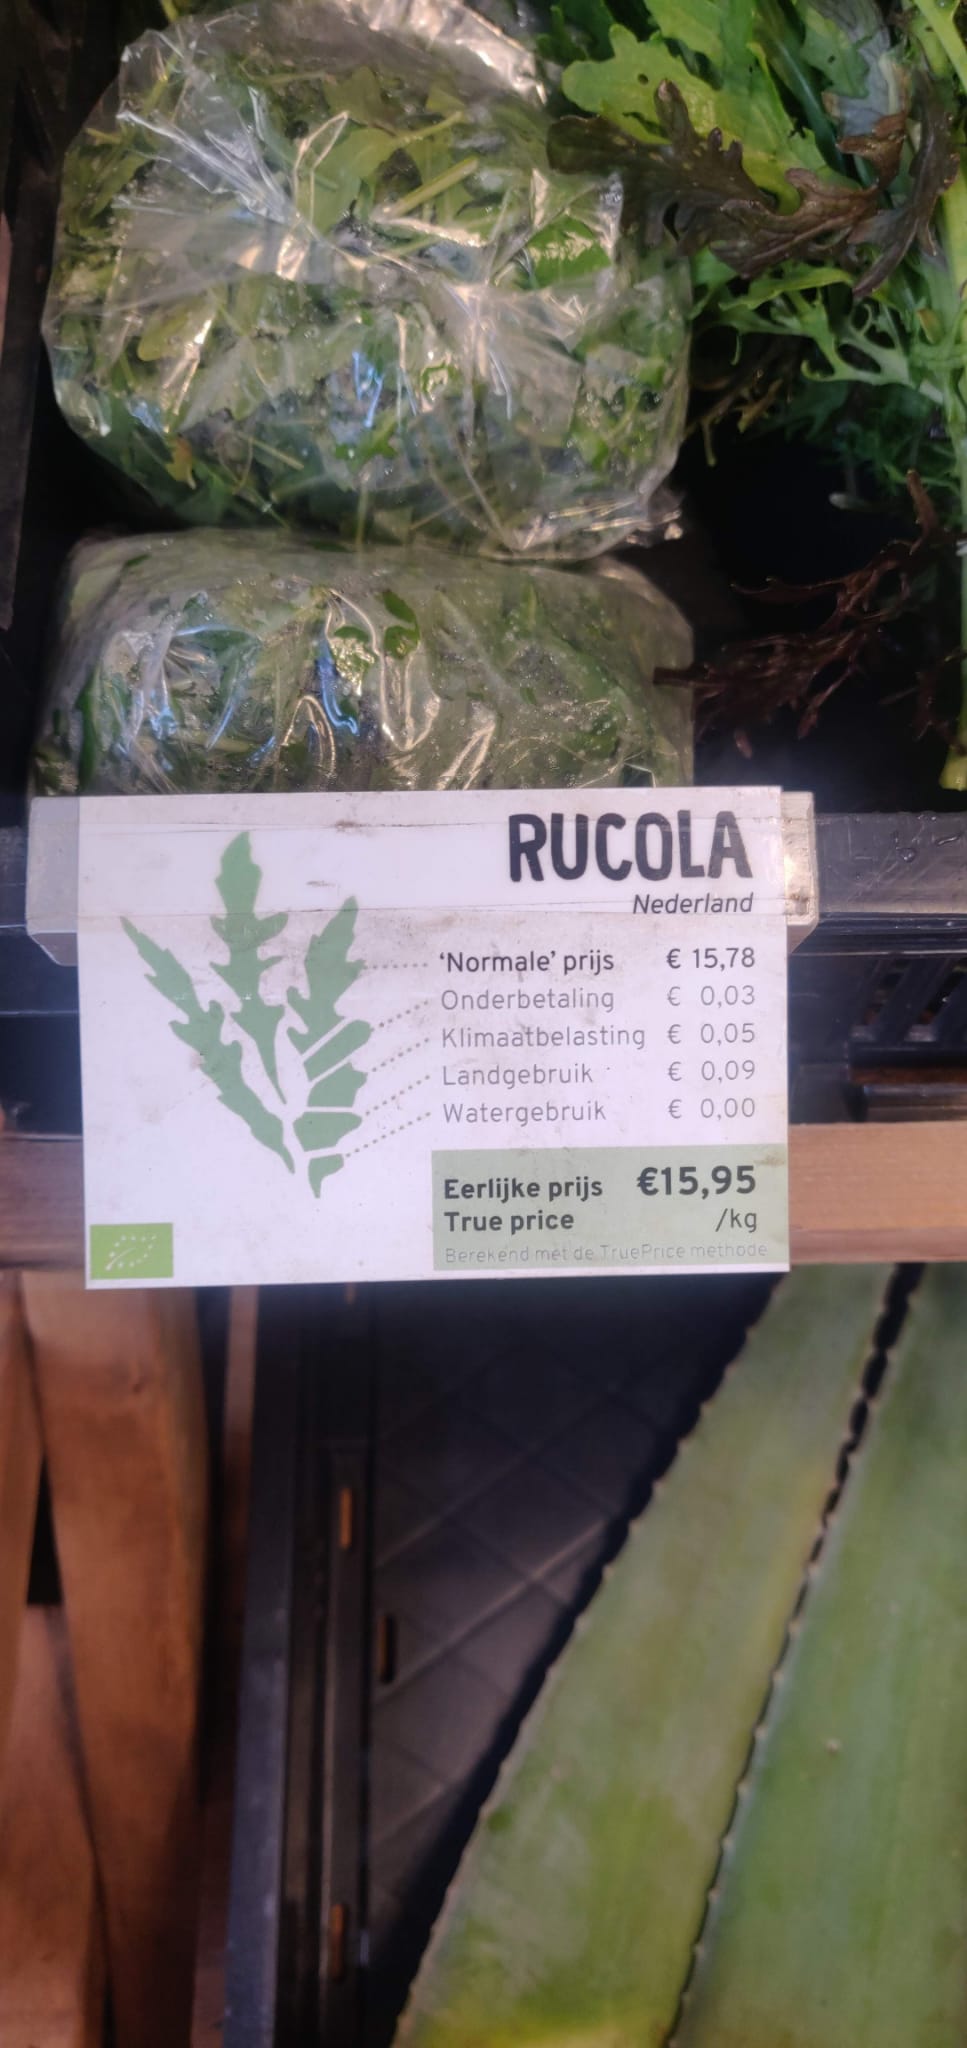 RUCOLA
Nederland
‘Normale’ prijs € 15,78
Onderbetaling € 0,03
Klimaatbelasting € 0,05
Landgebruik € 0,09
Watergebruik € 0,00
Eerlijke prijs €15,95
True price /kg
Berekend met de TruePrice methode